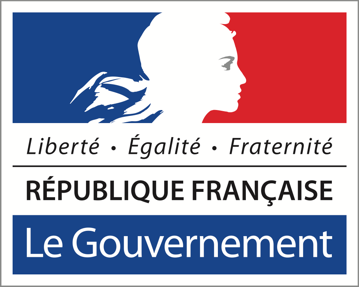 Liberté • Égalité • Fraternité
RÉPUBLIQUE FRANÇAISE
Le Gouvernement